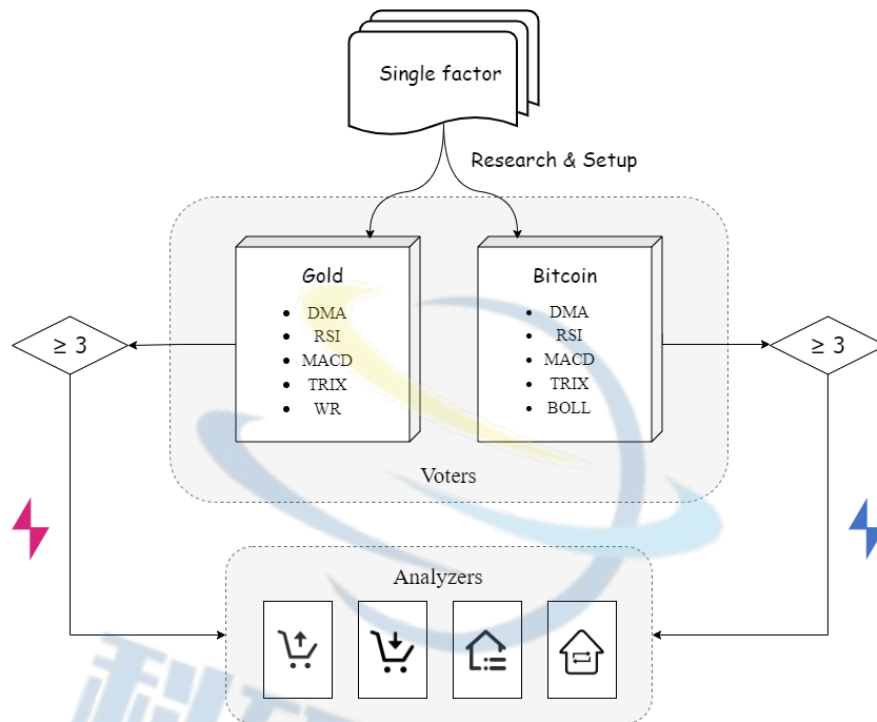 Single factor
Research & Setup
Gold
DMA
RSI
MACD
TRIX
WR
Bitcoin
DMA
RSI
MACD
TRIX
BOLL
≥ 3
≥ 3
Voters
Analyzers